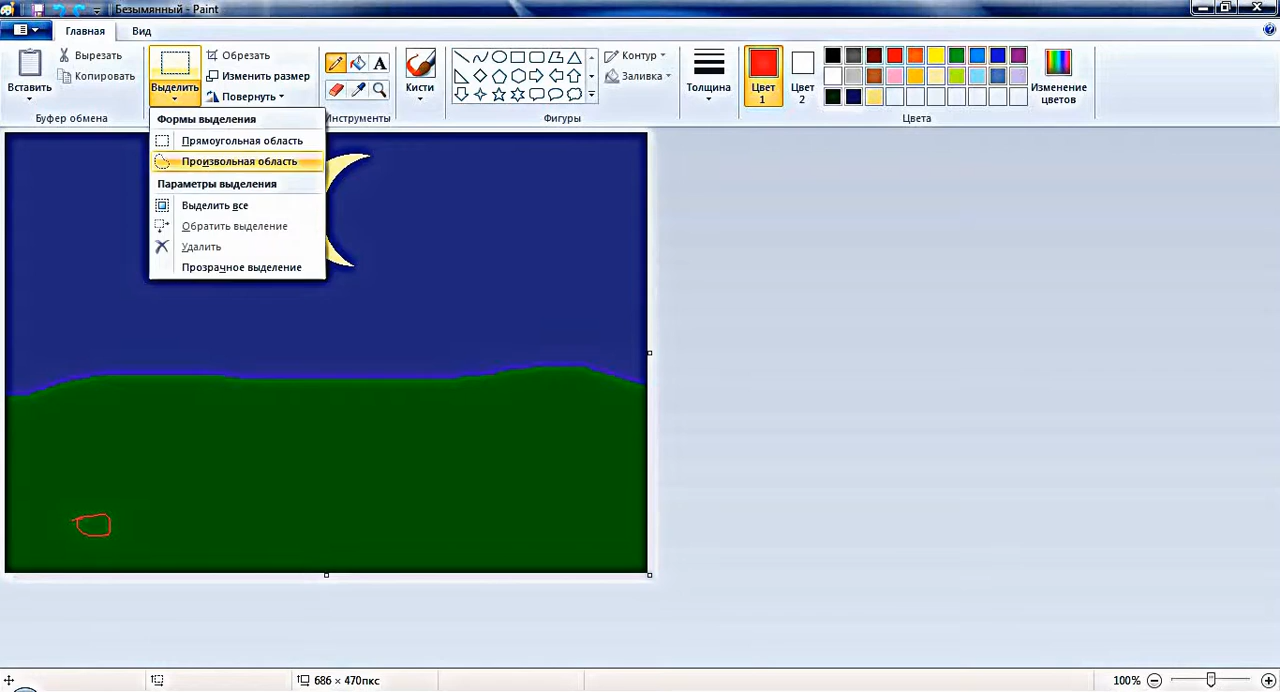 Безымянный - Paint
Главная Вид
Вставить
Вырезать
Копировать
Буфер обмена
Выделить
Обрезать
Изменить размер
Повернуть
Формы выделения
Прямоугольная область
Произвольная область
Параметры выделения
Выделить все
Обратить выделение
Удалить
Прозрачное выделение
Инструменты
A
Кисти
Контур
Заливка
Фигуры
Толщина
Цвет 1
Цвет 2
Изменение цветов
Цвета
686 × 470пкс
100%